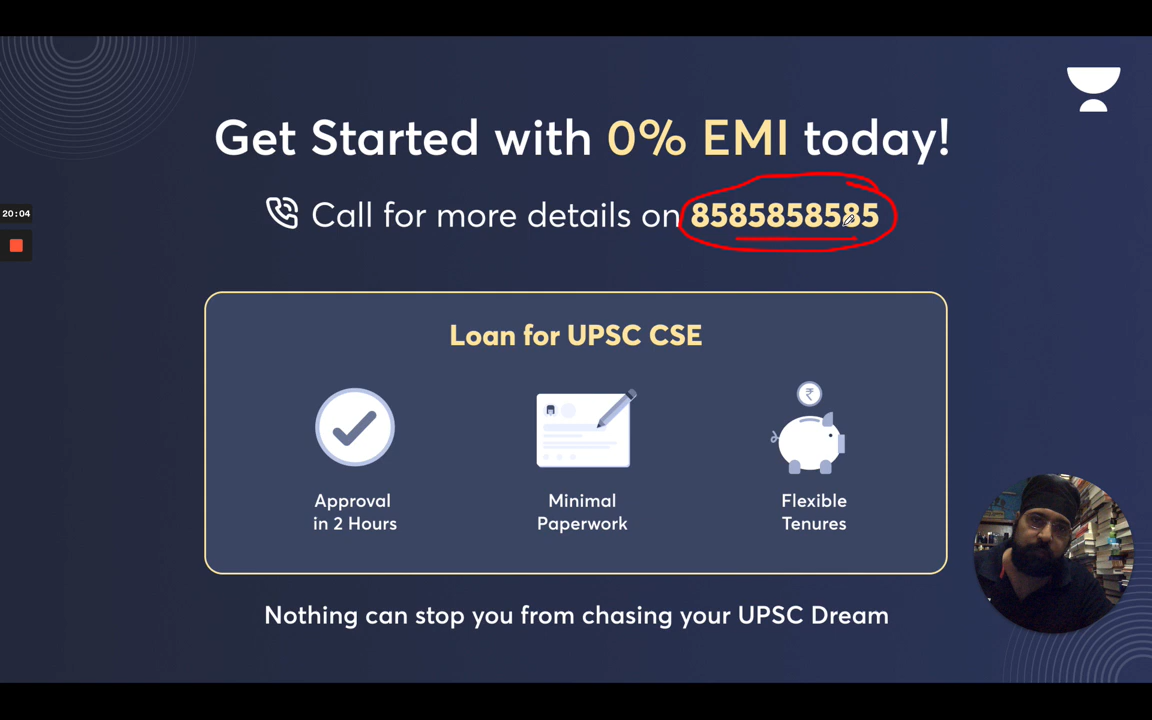 Get Started with 0% EMI today!
Call for more details on 8585858585
20:04
Loan for UPSC CSE
₹
Approval
in 2 Hours
Minimal
Paperwork
Flexible
Tenures
Nothing can stop you from chasing your UPSC Dream